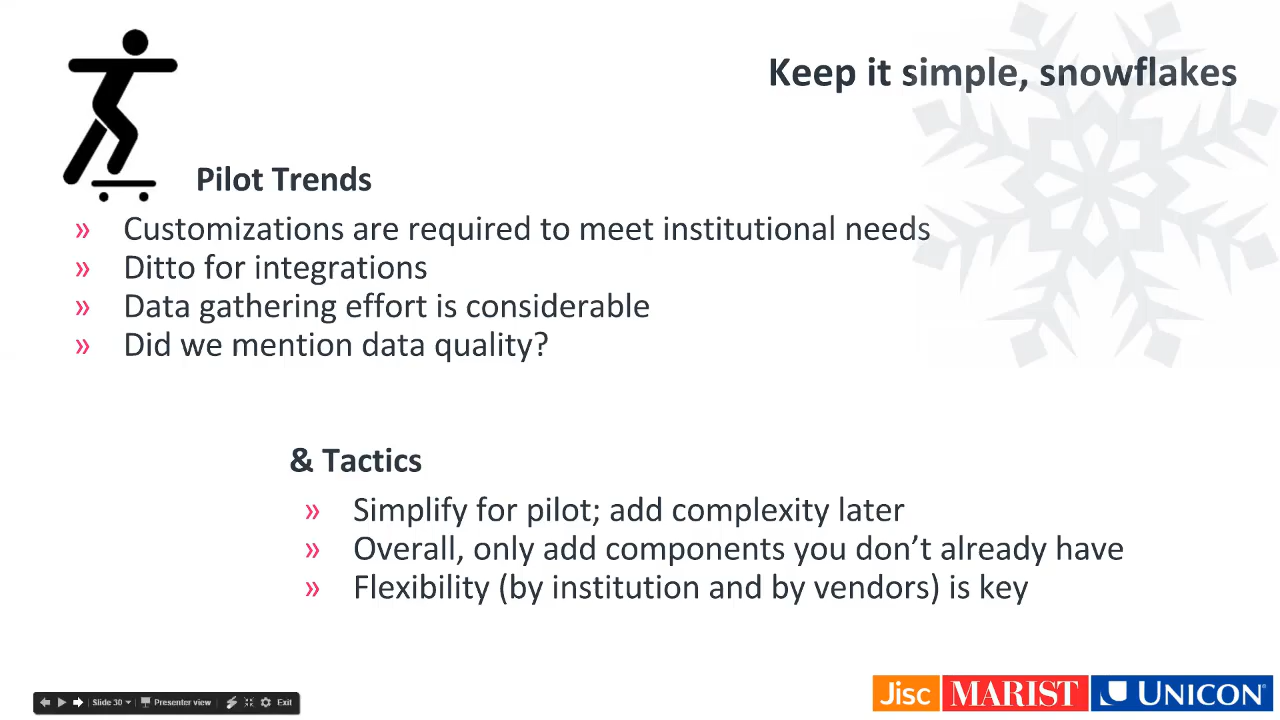 Keep it simple, snowflakes
Pilot Trends
» Customizations are required to meet institutional needs
» Ditto for integrations
» Data gathering effort is considerable
» Did we mention data quality?
& Tactics
» Simplify for pilot; add complexity later
» Overall, only add components you don’t already have
» Flexibility (by institution and by vendors) is key
Slide 30 Presenter view Exit
Jisc MARIST UNICON®